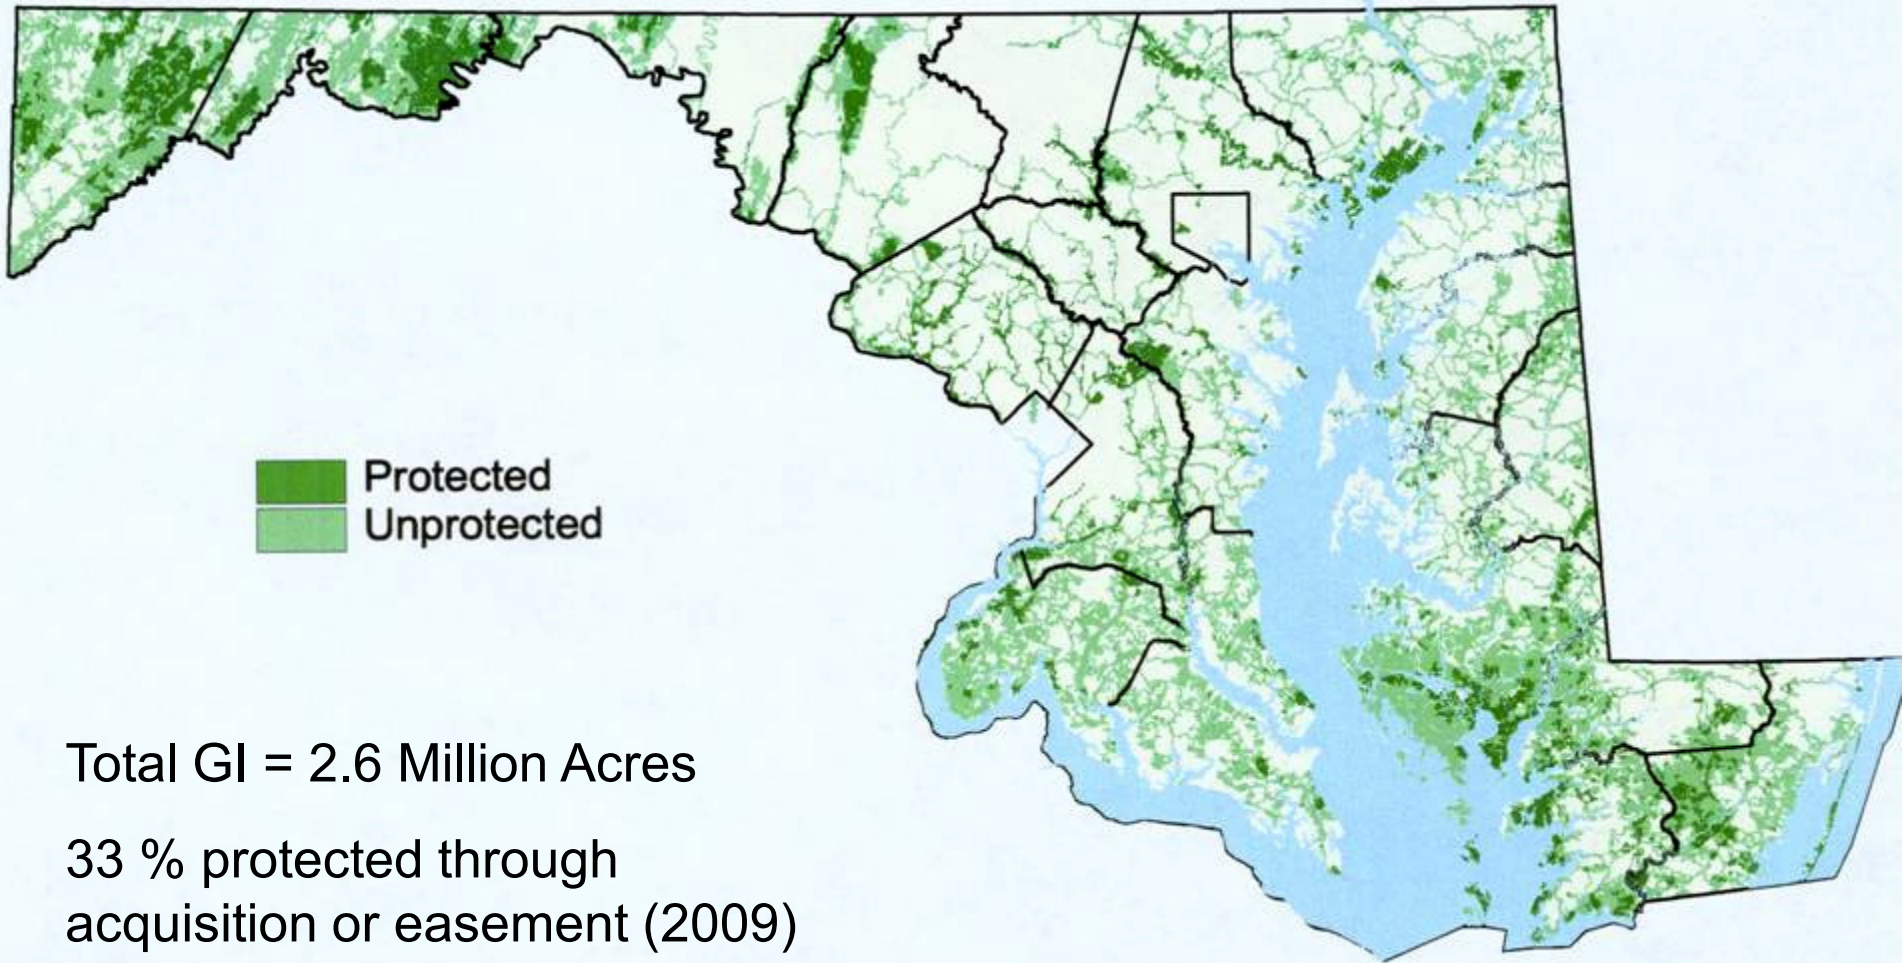 Protected
Unprotected
Total GI = 2.6 Million Acres
33 % protected through
acquisition or easement (2009)